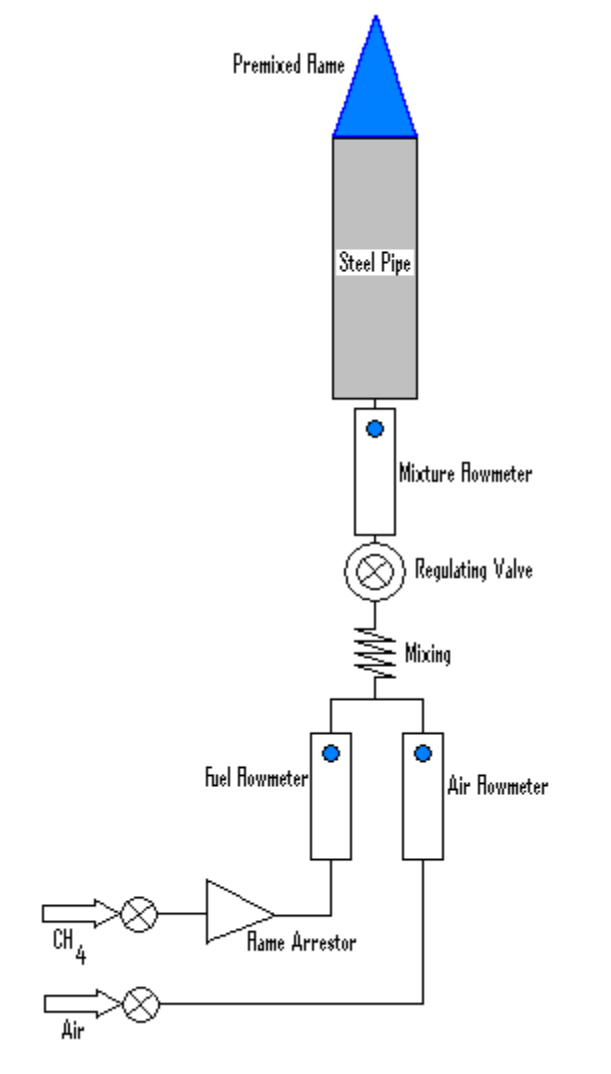 Premixed Flame
Steel Pipe
Mixture Flowmeter
Regulating Valve
Mixing
Fuel Flowmeter
Air Flowmeter
CH4
Flame Arrestor
Air